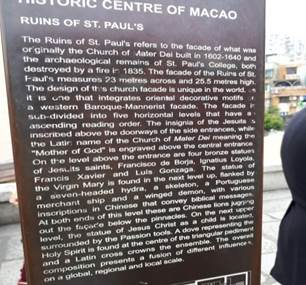 HISTORIC CENTRE OF MACAO
RUINS OF ST. PAUL'S
The Ruins of St. Paul's refers to the facade of what was
originally the Church of Mater Dei built in 1602-1640 and
the archaeological remains of St. Paul's College, both
destroyed by a fire in 1835. The facade of the Ruins of St.
Paul's measures 23 metres across and 25.5 metres high.
The design of this church facade is unique in the world, as
it is one that integrates oriental decorative motifs
a western Baroque-Mannerist facade. The facade is
sub-divided into five horizontal levels that have a
ascending reading order. The insignia of the Jesuits is
inscribed above the doorways of the side entrances, while
the Latin name of the Church of Mater Dei meaning the
"Mother of God" is engraved above the central entrance.
On the level above the entrance are four bronze statues
of Jesuits saints, Francisco de Borja, Ignatius Loyola,
Francis Xavier and Luis Gonzaga. The statue of
the Virgin Mary is found in the next level up, flanked by
a seven-headed hydra, a skeleton, a Portuguese
merchant ship and a winged demon, with various
inscriptions in Chinese that convey biblical messages.
At both ends of this level these are Chinese lions jugging
out the façade below the pinnacles. On the next upper
level, the statue of Jesus Christ as a child is located,
surrounded by the Passion tools. A dove representing the
Holy Spirit is found at the centre of the triangular pediment
and a Latin cross crowns the ensemble. The overall
composition presents a fusion of different influences,
on a global, regional and local scale.